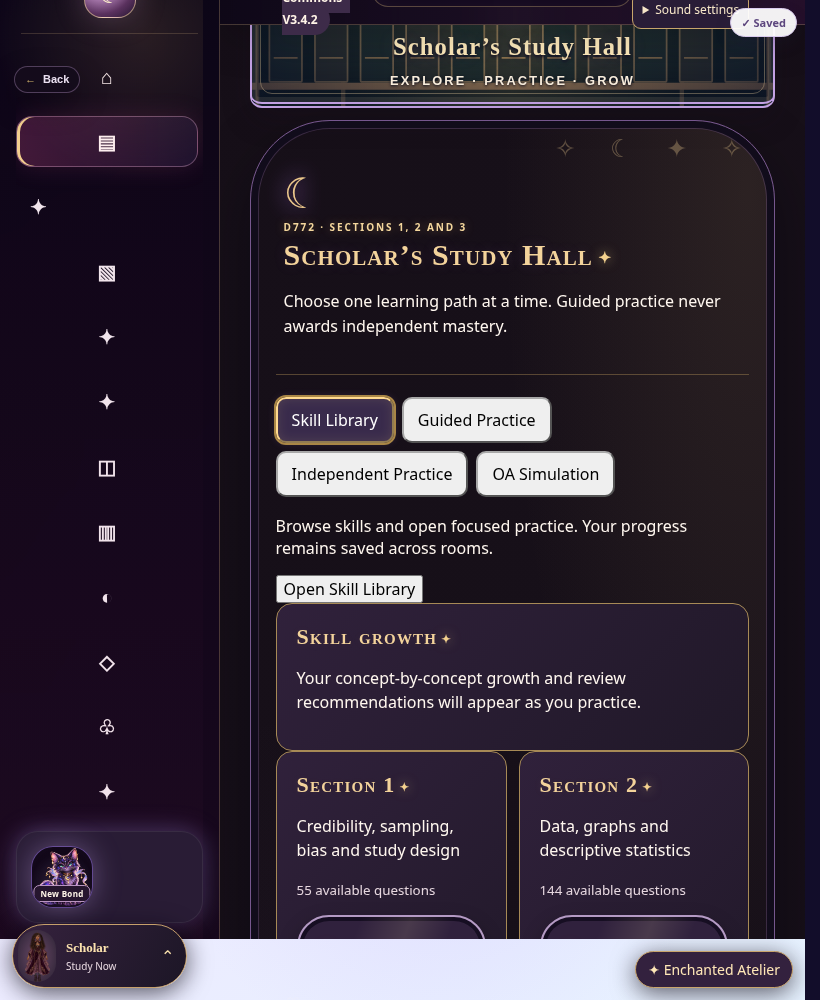 Commons
V3.4.2
▶ Sound settings
✓ Saved
← Back
Scholar’s Study Hall
EXPLORE · PRACTICE · GROW
D772 · SECTIONS 1, 2 AND 3
Scholar’s Study Hall
Choose one learning path at a time. Guided practice never
awards independent mastery.
Skill Library
Guided Practice
Independent Practice
OA Simulation
Browse skills and open focused practice. Your progress
remains saved across rooms.
Open Skill Library
Skill growth
Your concept-by-concept growth and review
recommendations will appear as you practice.
Section 1
Credibility, sampling,
bias and study design
55 available questions
Section 2
Data, graphs and
descriptive statistics
144 available questions
New Bond
Scholar
Study Now
✦ Enchanted Atelier